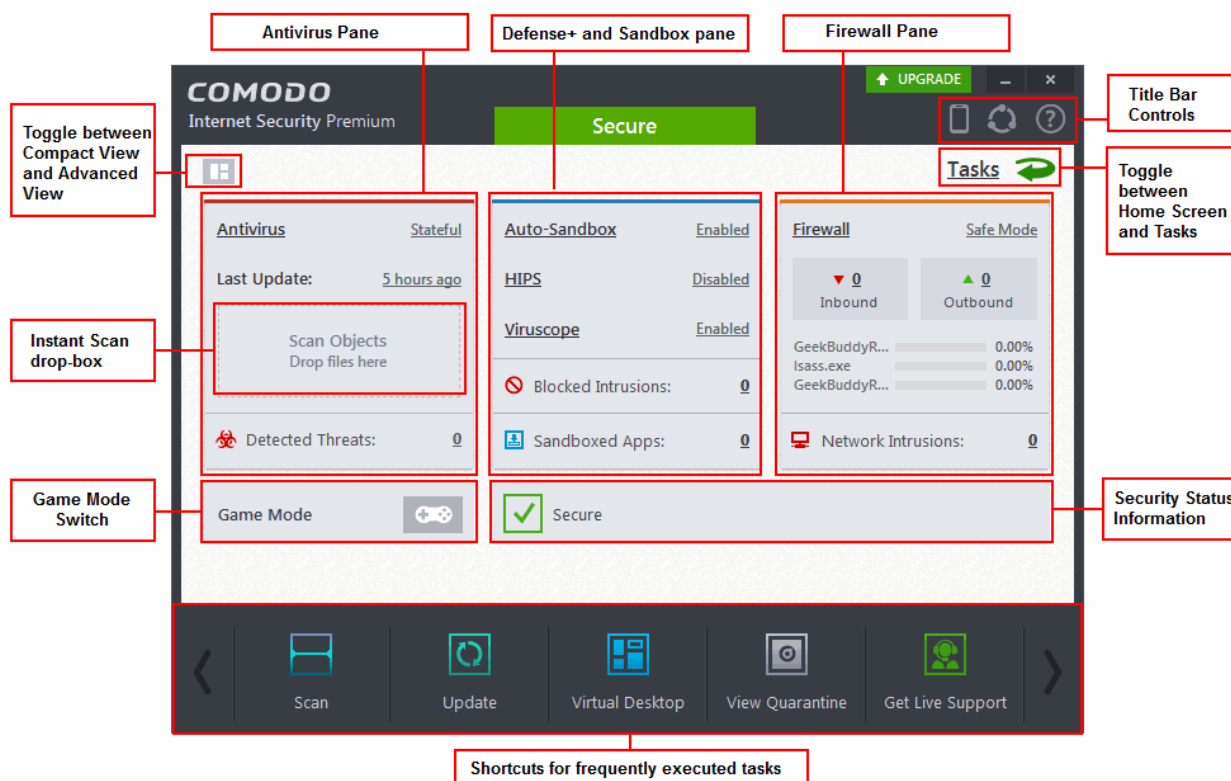 Antivirus Pane
Defense+ and Sandbox pane
Firewall Pane
COMODO
Internet Security Premium
Secure
UPGRADE
Title Bar
Controls
Toggle between
Compact View
and Advanced
View
Tasks
Toggle
between
Home Screen
and Tasks
Antivirus
Stateful
Last Update:
5 hours ago
Scan Objects
Drop files here
Detected Threats:
0
Auto-Sandbox
Enabled
HIPS
Disabled
Viruscope
Enabled
Blocked Intrusions:
0
Sandboxed Apps:
0
Firewall
Safe Mode
0
Inbound
0
Outbound
GeekBuddyR...
0.00%
lsass.exe
0.00%
GeekBuddyR...
0.00%
Network Intrusions:
0
Instant Scan
drop-box
Game Mode
Switch
Game Mode
Secure
Security Status
Information
Scan
Update
Virtual Desktop
View Quarantine
Get Live Support
Shortcuts for frequently executed tasks